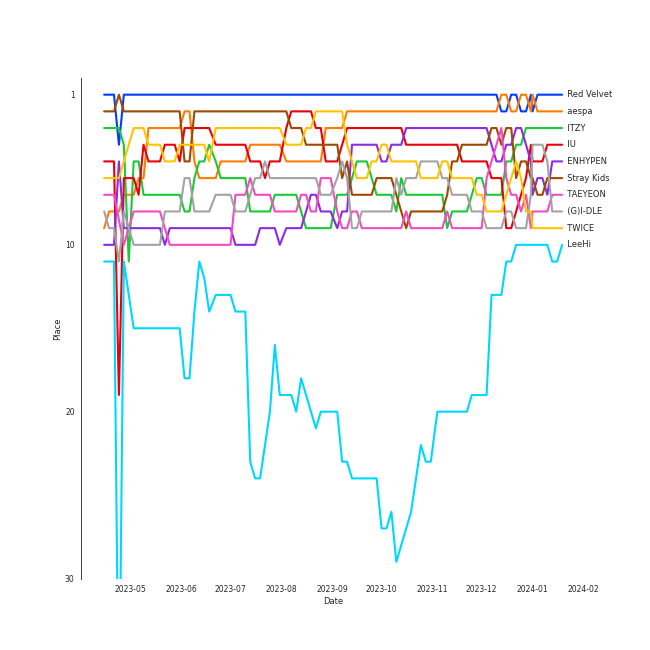 1
10
20
30
Place
Red Velvet
aespa
ITZY
IU
ENHYPEN
Stray Kids
TAEYEON
(G)I-DLE
TWICE
LeeHi
2023-05
2023-06
2023-07
2023-08
2023-09
2023-10
2023-11
2023-12
2024-01
2024-02
Date